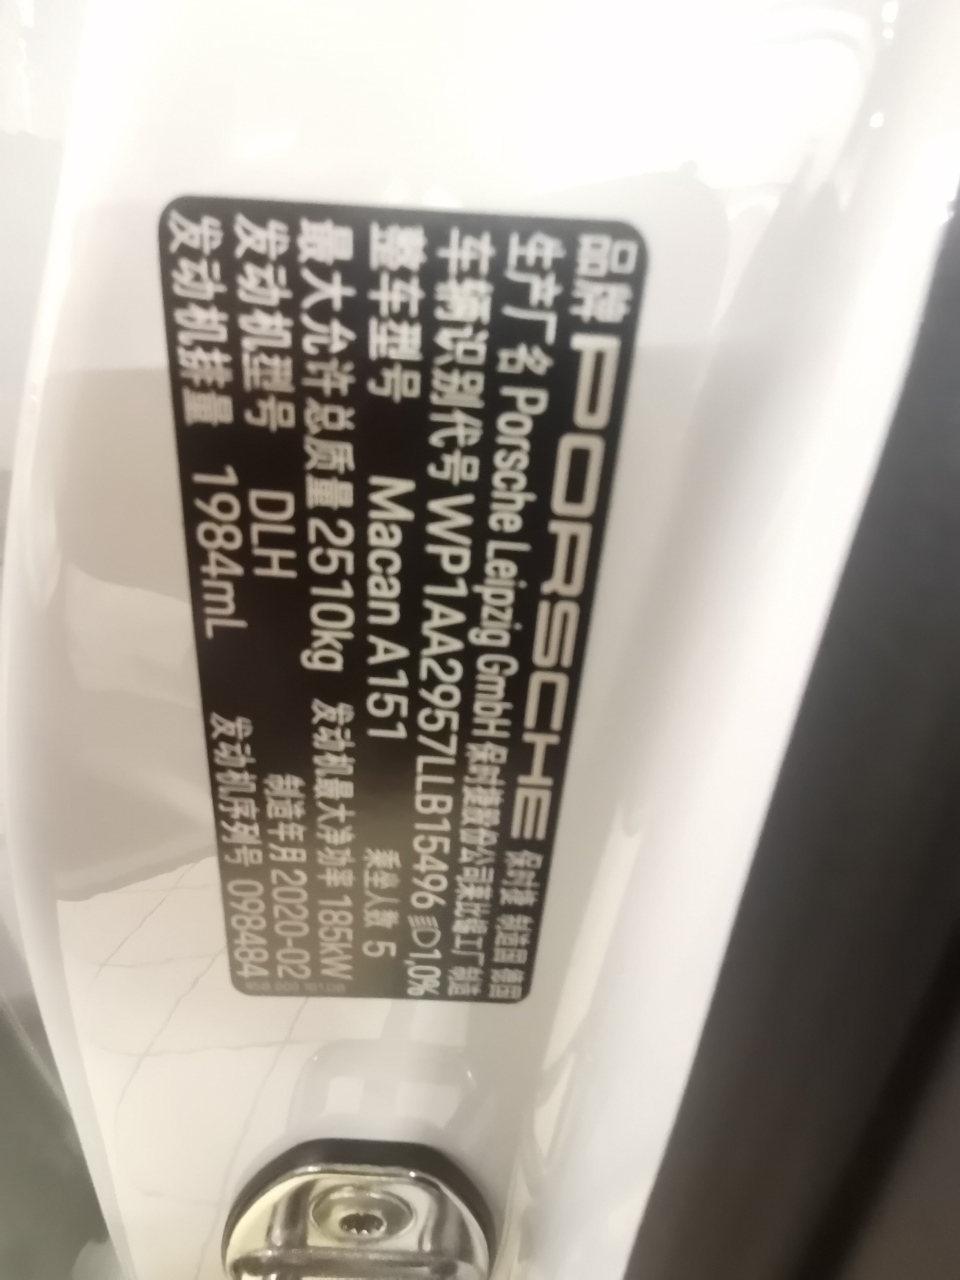 品牌 PORSCHE 保时捷 制造国 德国
生产厂名 Porsche Leipzig GmbH 保时捷股份公司莱比锡工厂 制造
车辆识别代号 WP1AA2957LLB15496 1,0%
整车型号 Macan A151 乘坐人数 5
最大允许总质量 2510kg 发动机最大净功率 185kW
发动机型号 DLH 制造年月 2020-02
发动机排量 1984mL 发动机序列号 098484